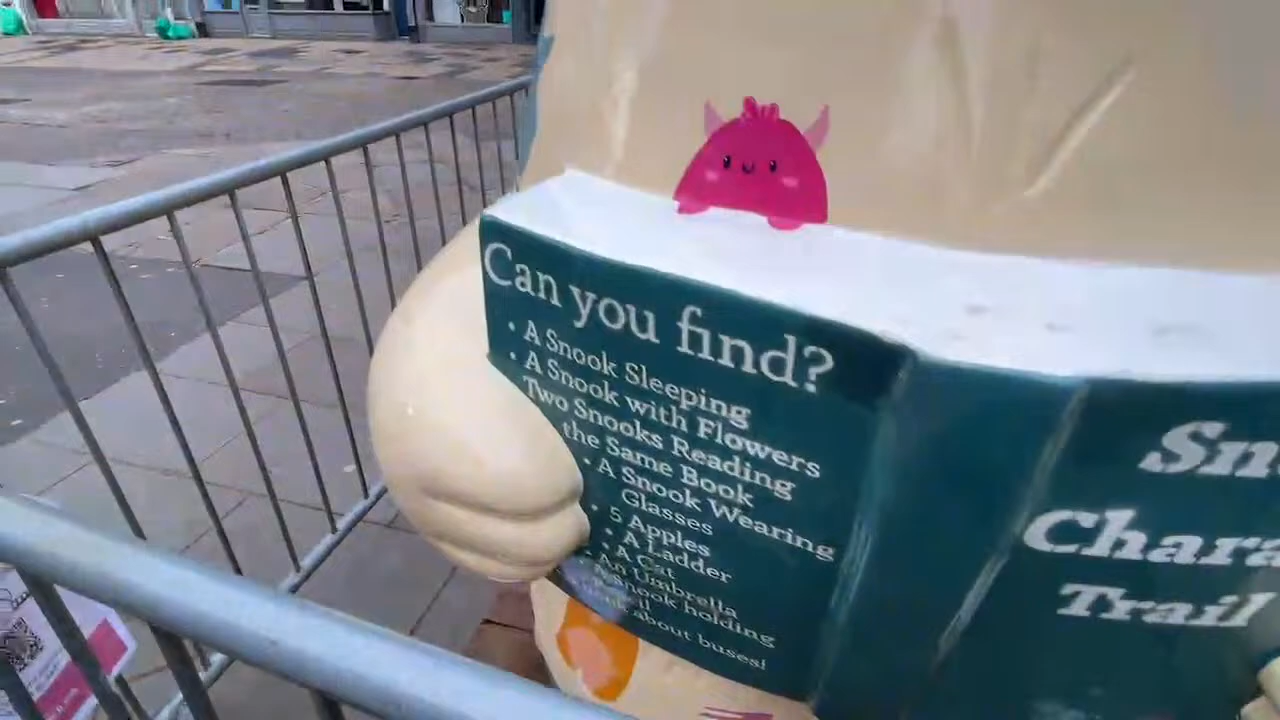 Can you find?
• A Snook Sleeping
• A Snook with Flowers
Two Snooks Reading
the Same Book
• A Snook Wearing
Glasses
• 5 Apples
• A Ladder
• A Cat
An Umbrella
Snook holding
about buses!
Sn
Chara
Trail